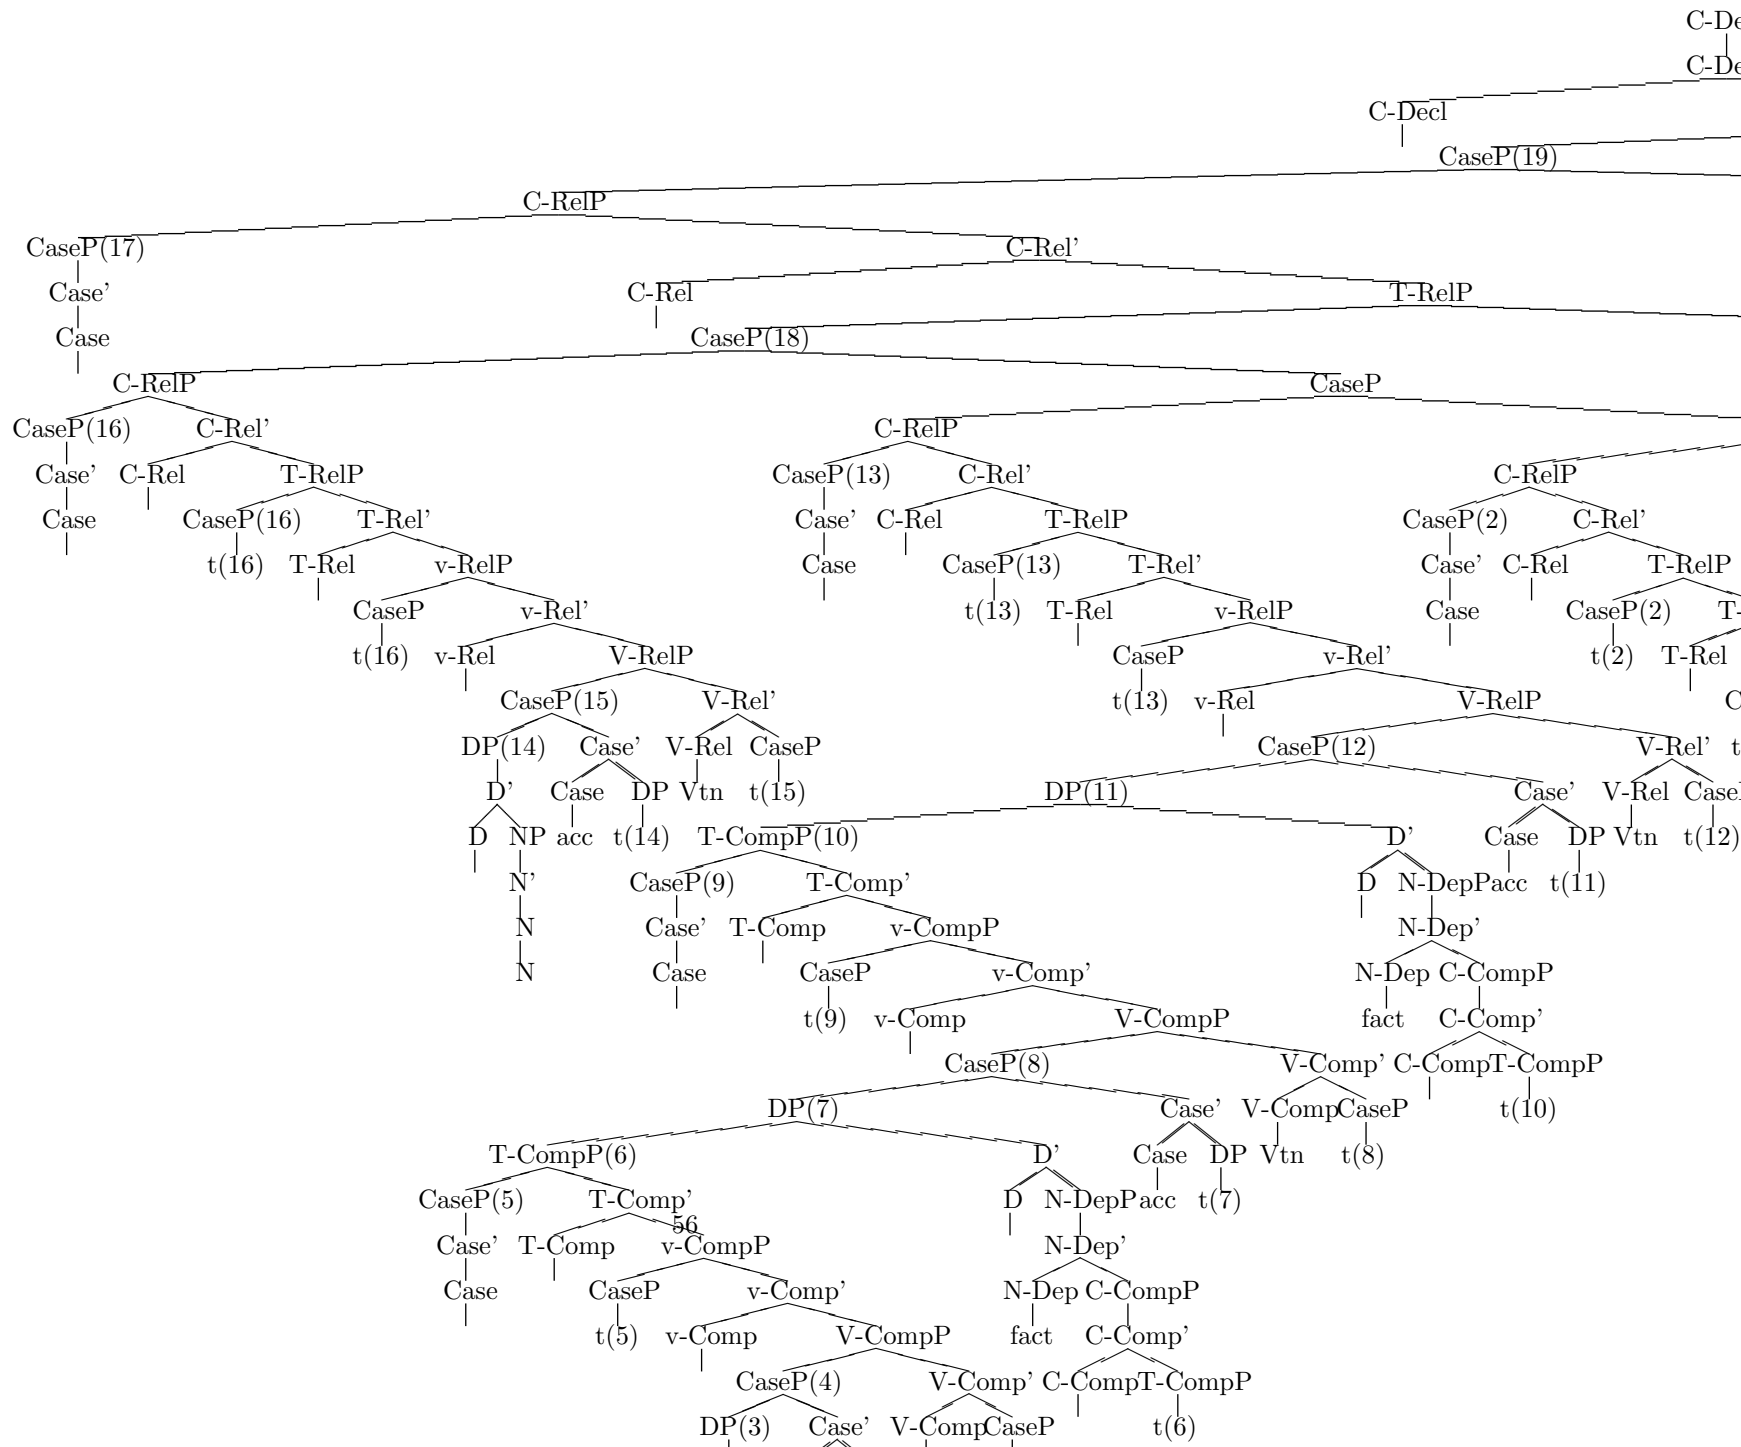 C-De
C-De
C-Decl
CaseP(19)
C-RelP
CaseP(17) C-Rel'
Case' C-Rel T-RelP
Case CaseP(18)
C-RelP CaseP
CaseP(16) C-Rel' C-RelP
Case' C-Rel T-RelP CaseP(13) C-Rel' C-RelP
Case CaseP(16) T-Rel' Case' C-Rel T-RelP CaseP(2) C-Rel'
t(16) T-Rel v-RelP Case CaseP(13) T-Rel' Case' C-Rel T-RelP
CaseP v-Rel' t(13) T-Rel v-RelP Case CaseP(2) T-
t(16) v-Rel V-RelP CaseP v-Rel' t(2) T-Rel
CaseP(15) V-Rel' t(13) v-Rel V-RelP C
DP(14) Case' V-Rel CaseP CaseP(12) V-Rel' t
D' Case DP Vtn t(15) DP(11) Case' V-Rel Case
D NP acc t(14) T-CompP(10) D' Case DP Vtn t(12)
N' CaseP(9) T-Comp' D N-DepP acc t(11)
N Case' T-Comp v-CompP N-Dep'
N Case CaseP v-Comp' N-Dep C-CompP
t(9) v-Comp V-CompP fact C-Comp'
CaseP(8) V-Comp' C-Comp T-CompP
DP(7) Case' V-Comp CaseP t(10)
T-CompP(6) D' Case DP Vtn t(8)
CaseP(5) T-Comp' D N-DepP acc t(7)
56
Case' T-Comp v-CompP N-Dep'
Case CaseP v-Comp' N-Dep C-CompP
t(5) v-Comp V-CompP fact C-Comp'
CaseP(4) V-Comp' C-Comp T-CompP
DP(3) Case' V-Comp CaseP t(6)